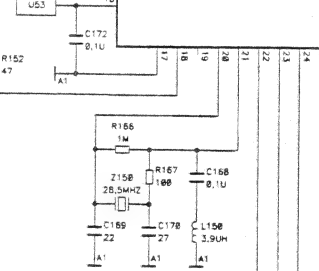 U53
C172
0,1U
R152
47
A1
17
18
19
20
21
22
23
24
R166
1M
R167
100
C168
0,1U
Z150
28,5MHZ
C169
22
C170
27
L150
3,9UH
A1
A1
A1